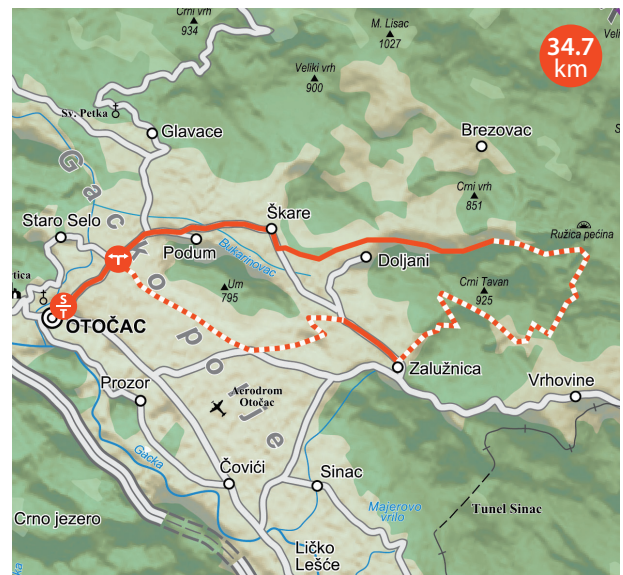 Crni vrh
934
M. Lisac
1027
34.7
km
Veliki vrh
900
Sv. Petka
Glavace
Brezovac
Crni vrh
851
Gacko polje
Staro Selo
Škare
Ružica pećina
Podum
Bukarinovac
Doljani
Um
795
Crni Tavan
925
S
T
OTOČAC
Zalužnica
Prozor
Aerodrom
Otočac
Vrhovine
Gacka
Čovići
Sinac
Majerovo
vrilo
Tunel Sinac
Crno jezero
Ličko
Lešće